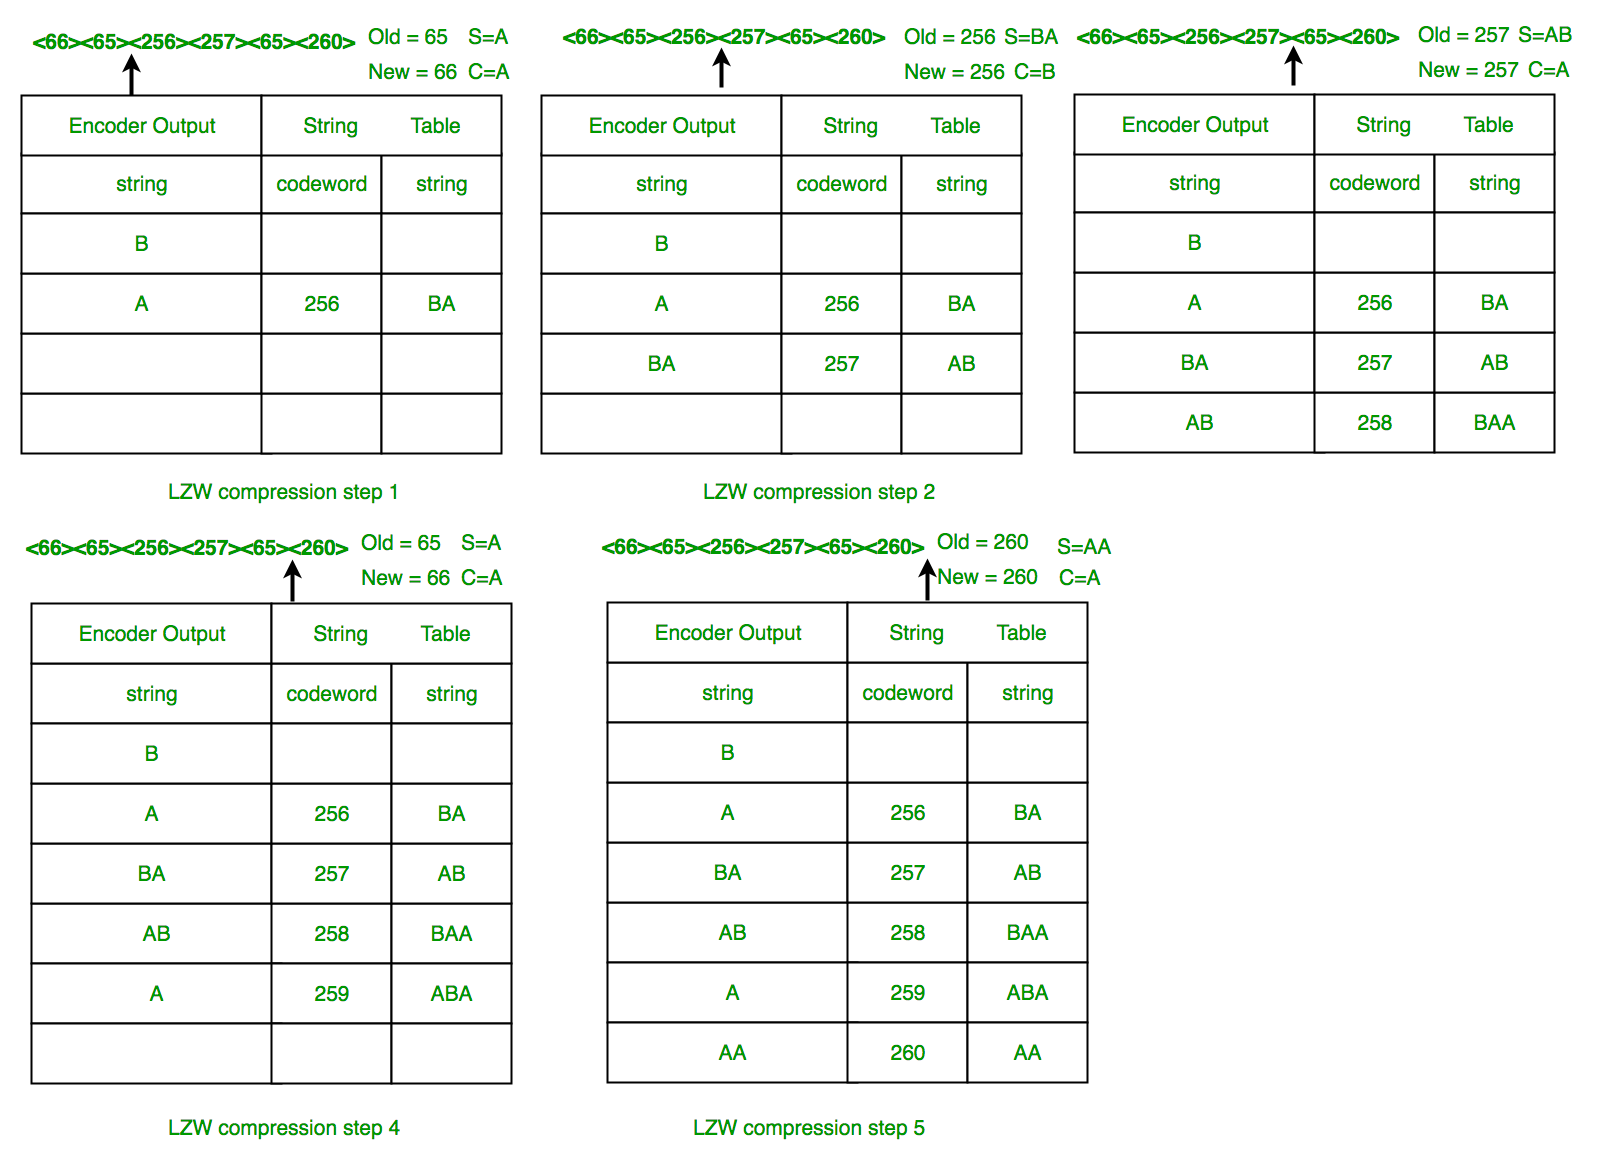 <66><65><256><257><65><260> Old = 65 S=A
New = 66 C=A
Encoder Output String Table
string codeword string
B
A 256 BA
BA
LZW compression step 1
<66><65><256><257><65><260> Old = 256 S=BA
New = 256 C=B
Encoder Output String Table
string codeword string
B
A 256 BA
BA 257 AB
LZW compression step 2
<66><65><256><257><65><260> Old = 257 S=AB
New = 257 C=A
Encoder Output String Table
string codeword string
B
A 256 BA
BA 257 AB
AB 258 BAA
<66><65><256><257><65><260> Old = 65 S=A
New = 66 C=A
Encoder Output String Table
string codeword string
B
A 256 BA
BA 257 AB
AB 258 BAA
A 259 ABA
LZW compression step 4
<66><65><256><257><65><260> Old = 260 S=AA
New = 260 C=A
Encoder Output String Table
string codeword string
B
A 256 BA
BA 257 AB
AB 258 BAA
A 259 ABA
AA 260 AA
LZW compression step 5